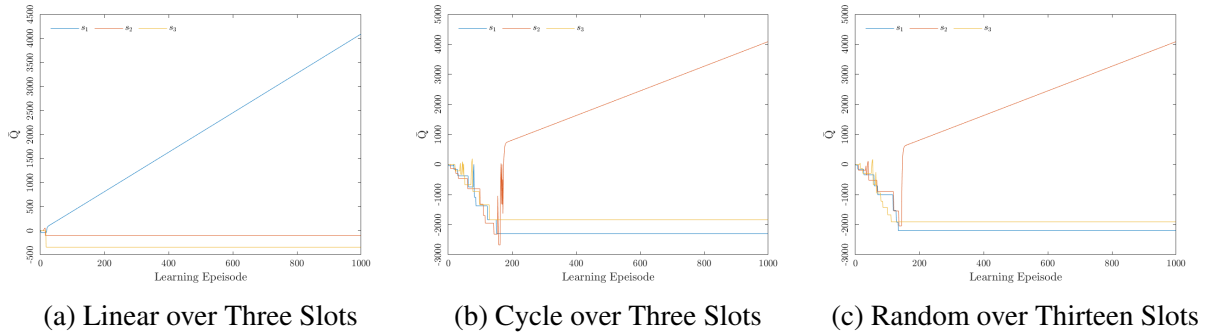 4500
4000
3500
3000
2500
2000
1500
1000
500
0
-500
Q̄
s₁ s₂ s₃
0 200 400 600 800 1000
Learning Epeisode
(a) Linear over Three Slots
5000
4000
3000
2000
1000
0
-1000
-2000
-3000
Q̄
s₁ s₂ s₃
0 200 400 600 800 1000
Learning Epeisode
(b) Cycle over Three Slots
5000
4000
3000
2000
1000
0
-1000
-2000
-3000
Q̄
s₁ s₂ s₃
0 200 400 600 800 1000
Learning Epeisode
(c) Random over Thirteen Slots